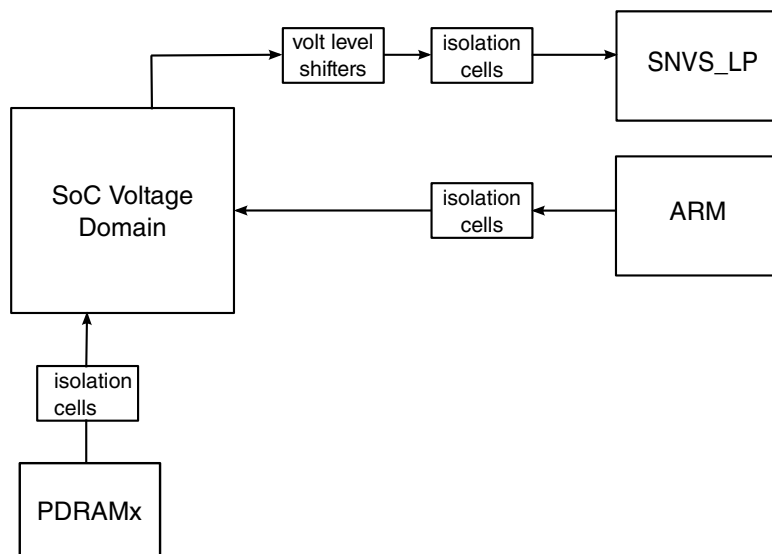 volt level
shifters
isolation
cells
SNVS_LP
SoC Voltage
Domain
isolation
cells
ARM
isolation
cells
PDRAMx